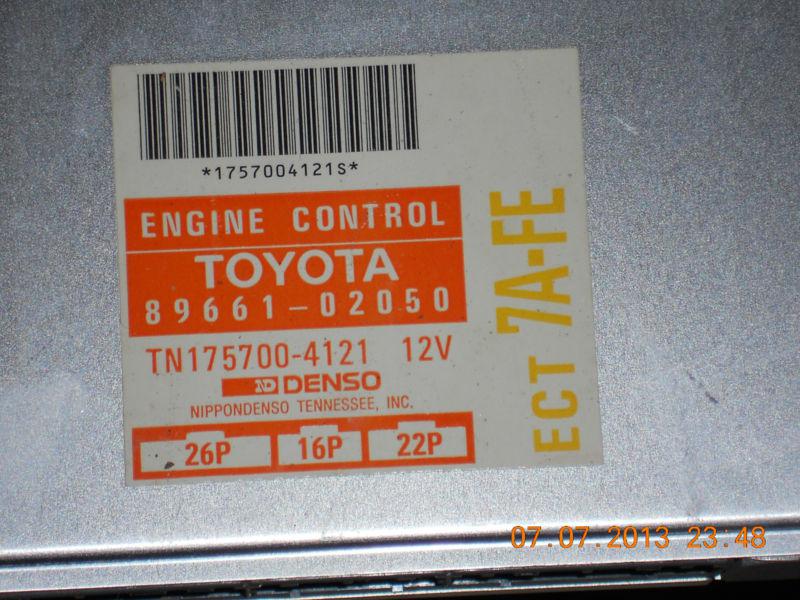 *1757004121S*
ENGINE CONTROL
TOYOTA
89661-02050
TN175700-4121 12V
ND DENSO
NIPPONDENSO TENNESSEE, INC.
26P 16P 22P
ECT 7A-FE
07.07.2013 23:48